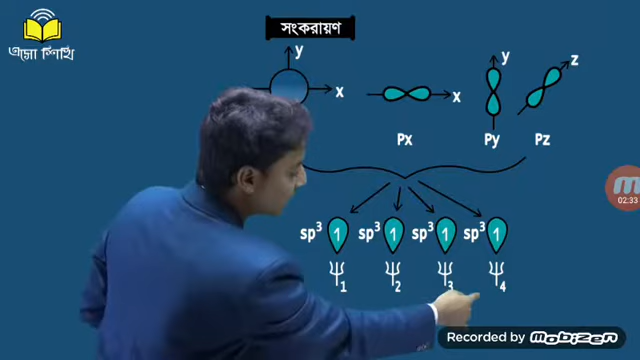 সংকরায়ণ
এসো শিখি
y
x
x
y
z
Px
Py
Pz
sp³ 1
sp³ 1
sp³ 1
sp³ 1
Ψ1
Ψ2
Ψ3
Ψ4
02:33
Recorded by Mobizen